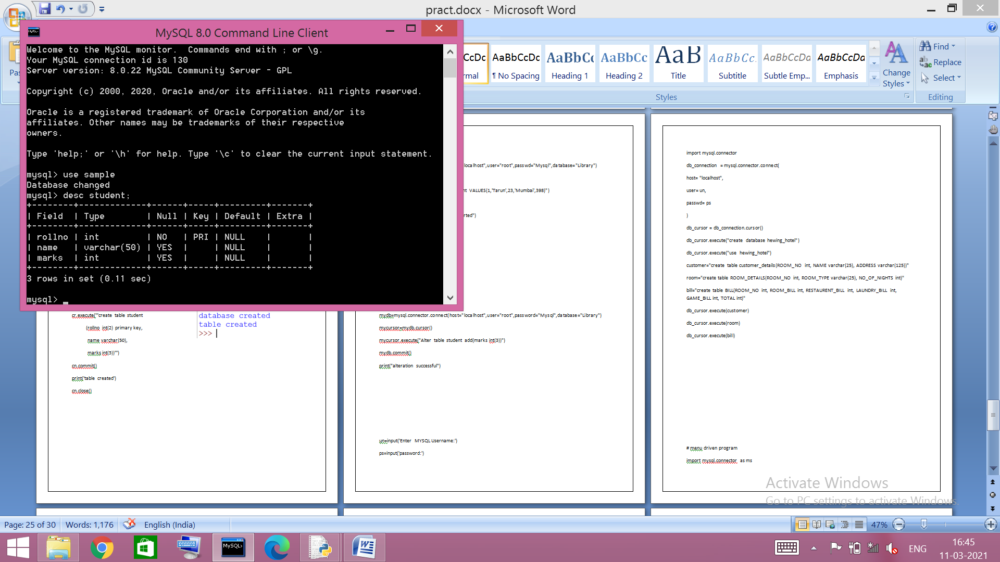 pract.docx - Microsoft Word
MySQL 8.0 Command Line Client
Welcome to the MySQL monitor.  Commands end with ; or \g.
Your MySQL connection id is 130
Server version: 8.0.22 MySQL Community Server - GPL
Copyright (c) 2000, 2020, Oracle and/or its affiliates. All rights reserved.
Oracle is a registered trademark of Oracle Corporation and/or its
affiliates. Other names may be trademarks of their respective
owners.
Type 'help;' or '\h' for help. Type '\c' to clear the current input statement.
mysql> use sample
Database changed
mysql> desc student;
+--------+-------------+------+-----+---------+-------+
| Field  | Type        | Null | Key | Default | Extra |
+--------+-------------+------+-----+---------+-------+
| rollno | int         | NO   | PRI | NULL    |       |
| name   | varchar(50) | YES  |     | NULL    |       |
| marks  | int         | YES  |     | NULL    |       |
+--------+-------------+------+-----+---------+-------+
3 rows in set (0.11 sec)
mysql> _
Pas
AaBbCcDc
¶ No Spacing
AaBbCc
Heading 1
AaBbCc
Heading 2
AaB
Title
AaBbCc.
Subtitle
AaBbCcDa
Subtle Emp...
AaBbCcDa
Emphasis
Change
Styles
Styles
Find
Replace
Select
Editing
cr.execute('''create table student
(rollno int(2) primary key,
name varchar(50),
marks int(3))''')
cn.commit()
print('table created')
cn.close()
database created
table created
>>>
localhost",user="root",passwd="Mysql",database="Library")
nt VALUES(1,'Tarun',23,'Mumbai',398)")
rted")
mydb=mysql.connector.connect(host="localhost",user="root",password="Mysql",database="Library")
mycursor=mydb.cursor()
mycursor.execute("Alter table student add(marks int(3))")
mydb.commit()
print("alteration successful")
un=input('Enter MYSQL Username:')
ps=input('password:')
import mysql.connector
db_connection = mysql.connector.connect(
host= "localhost",
user= un,
passwd= ps
)
db_cursor = db_connection.cursor()
db_cursor.execute("create database hewing_hotel")
db_cursor.execute("use hewing_hotel")
customer="create table customer_details(ROOM_NO int, NAME varchar(25), ADDRESS varchar(125))"
room="create table ROOM_DETAILS(ROOM_NO int, ROOM_TYPE varchar(25), NO_OF_NIGHTS int)"
bill="create table BILL(ROOM_NO int, ROOM_BILL int, RESTAURENT_BILL int, LAUNDRY_BILL int,
GAME_BILL int, TOTAL int)"
db_cursor.execute(customer)
db_cursor.execute(room)
db_cursor.execute(bill)
# menu driven program
import mysql.connector as ms
Activate Windows
Go to PC settings to activate Windows.
Page: 25 of 30
Words: 1,176
English (India)
47%
MySQL>
ENG
16:45
11-03-2021